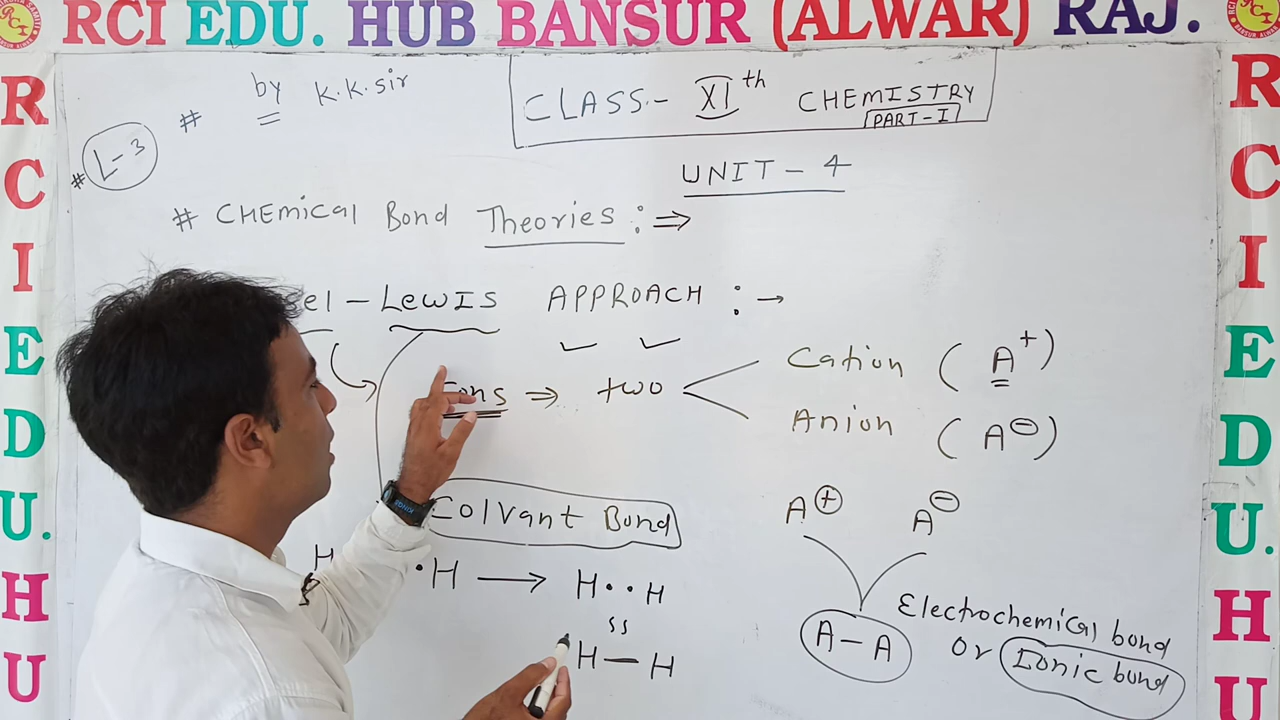 RCI EDU. HUB BANSUR (ALWAR) RAJ.
R C I E D U. H U
R C I E D U. H U
# by K.K.sir
CLASS:- XIth CHEMISTRY
PART-I
# L-3
UNIT - 4
# CHEmical Bond Theories :⇒
el - LewIS APPROACH :→
Ions ⇒ two
Cation ( A+ )
Anion ( A⊖ )
Colvant Bond
A⊕ A⊖
H ·H → H··H
H—H
A–A
Electrochemical bond
Or Ionic bond